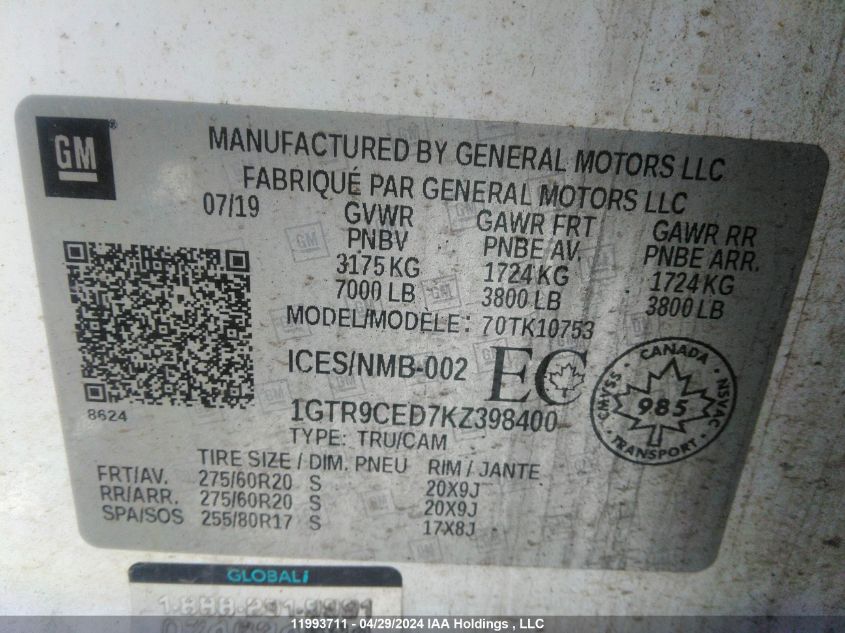 GM
MANUFACTURED BY GENERAL MOTORS LLC
FABRIQUÉ PAR GENERAL MOTORS LLC
07/19 GVWR GAWR FRT GAWR RR
PNBV PNBE AV. PNBE ARR.
3175 KG 1724 KG 1724 KG
7000 LB 3800 LB 3800 LB
MODEL/MODÈLE: 70TK10753
ICES/NMB-002 EC
8624
1GTR9CED7KZ398400
TYPE: TRU/CAM
CANADA
CMVSS NSVAC
985
TRANSPORT
TIRE SIZE / DIM. PNEU RIM / JANTE
FRT/AV. 275/60R20 S 20X9J
RR/ARR. 275/60R20 S 20X9J
SPA/SOS 255/80R17 S 17X8J
GLOBALi
11993711 - 04/29/2024 IAA Holdings , LLC